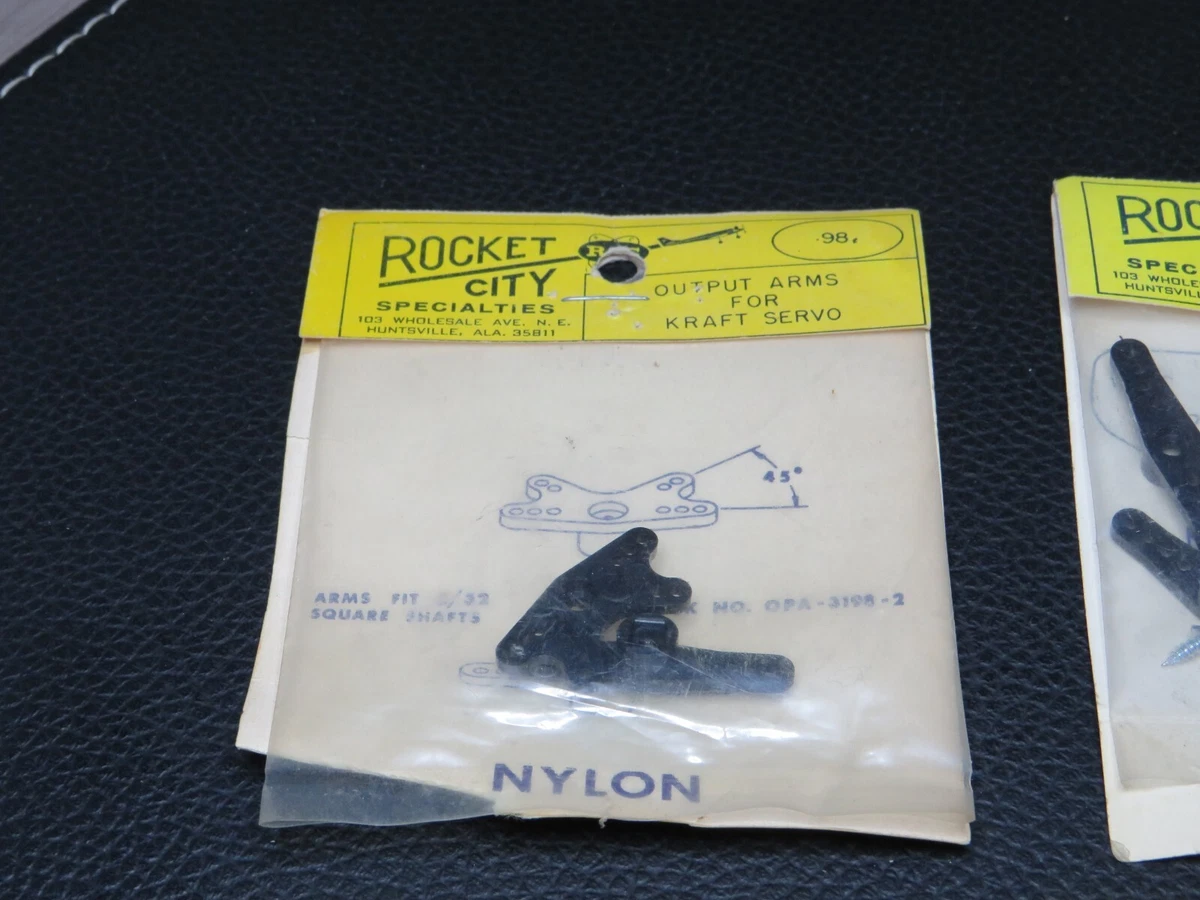 ROCKET
CITY
SPECIALTIES
103 WHOLESALE AVE. N. E.
HUNTSVILLE, ALA. 35811
.98
OUTPUT ARMS
FOR
KRAFT SERVO
45°
ARMS FIT /32
SQUARE SHAFTS
NO. OPA-3198-2
NYLON
ROC
SPEC
103 WHOLE
HUNTSVIL